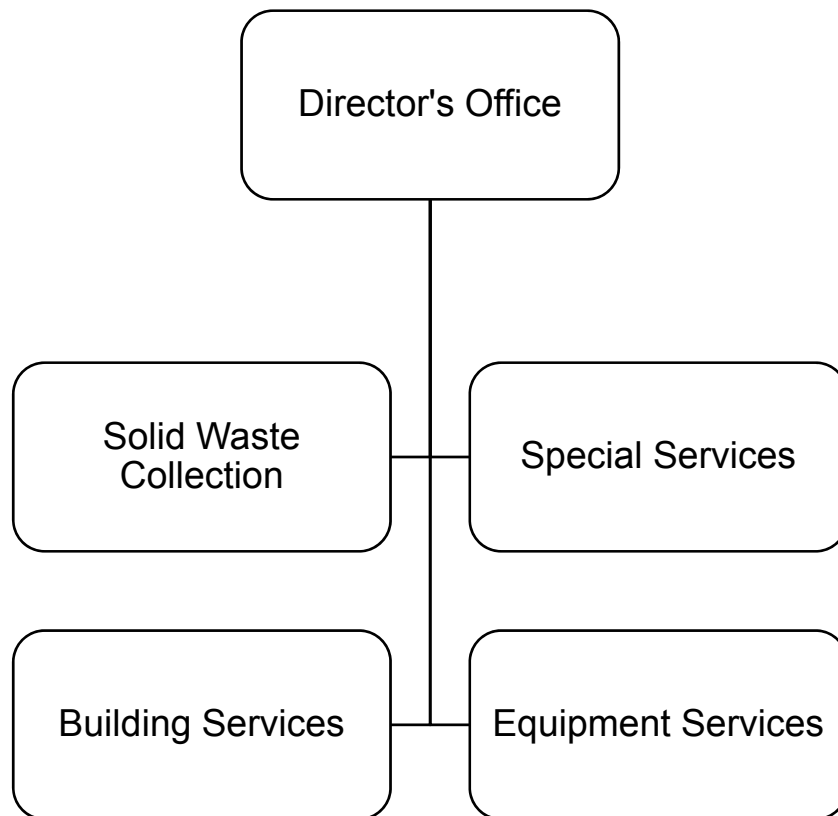 Director's Office
Solid Waste
Collection
Special Services
Building Services
Equipment Services